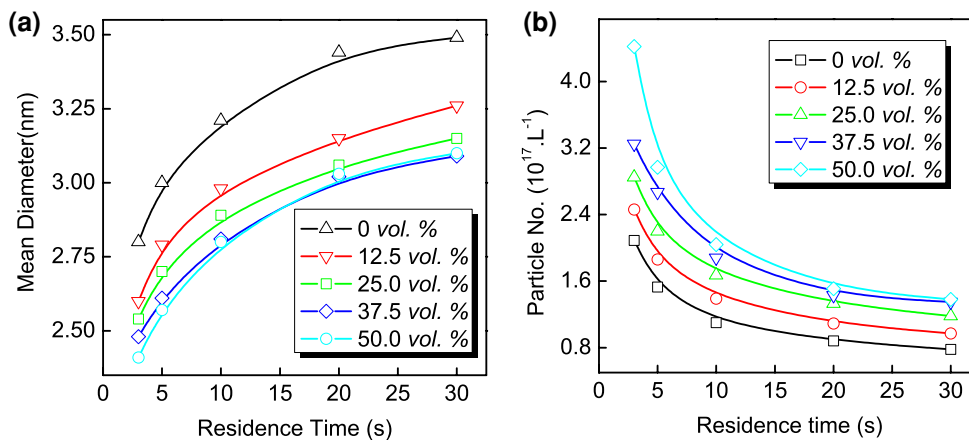 (a)
3.50
3.25
3.00
2.75
2.50
Mean Diameter(nm)
0 vol. %
12.5 vol. %
25.0 vol. %
37.5 vol. %
50.0 vol. %
0 5 10 15 20 25 30
Residence Time (s)
(b)
4.0
3.2
2.4
1.6
0.8
Particle No. (10¹⁷.L⁻¹)
0 vol. %
12.5 vol. %
25.0 vol. %
37.5 vol. %
50.0 vol. %
0 5 10 15 20 25 30
Residence time (s)